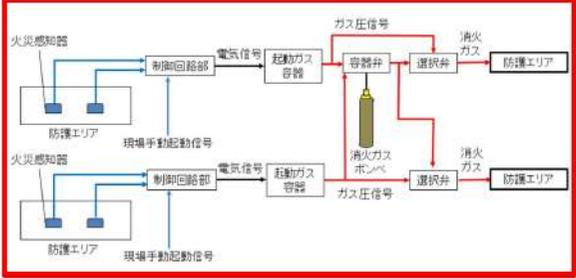 ガス圧信号
火災感知器
電気信号
消火
ガス
制御回路部
起動ガス
容器
容器弁
選択弁
防護エリア
防護エリア
現場手動起動信号
火災感知器
電気信号
消火ガス
ボンベ
消火
ガス
制御回路部
起動ガス
容器
ガス圧信号
選択弁
防護エリア
防護エリア
現場手動起動信号